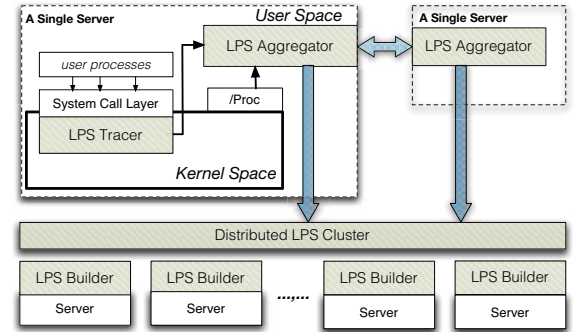 A Single Server
User Space
A Single Server
LPS Aggregator
LPS Aggregator
user processes
System Call Layer
/Proc
LPS Tracer
Kernel Space
Distributed LPS Cluster
LPS Builder
LPS Builder
LPS Builder
LPS Builder
...,...
Server
Server
Server
Server